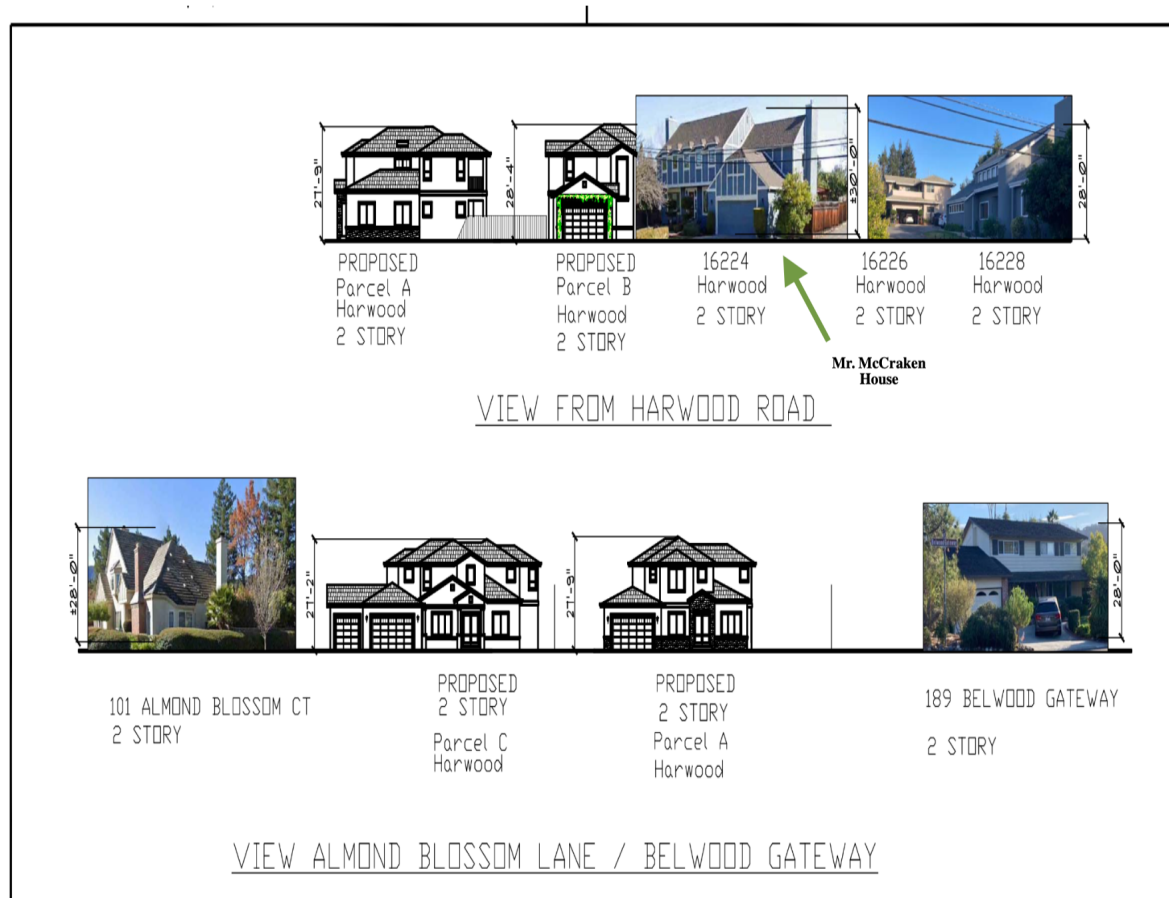 27'-9"
28'-4"
±30'-0"
28'-0"
PROPOSED
Parcel A
Harwood
2 STORY
PROPOSED
Parcel B
Harwood
2 STORY
16224
Harwood
2 STORY
16226
Harwood
2 STORY
16228
Harwood
2 STORY
Mr. McCraken
House
VIEW FROM HARWOOD ROAD
±28'-0"
27'-2"
27'-9"
28'-0"
101 ALMOND BLOSSOM CT
2 STORY
PROPOSED
2 STORY
Parcel C
Harwood
PROPOSED
2 STORY
Parcel A
Harwood
189 BELWOOD GATEWAY
2 STORY
VIEW ALMOND BLOSSOM LANE / BELWOOD GATEWAY